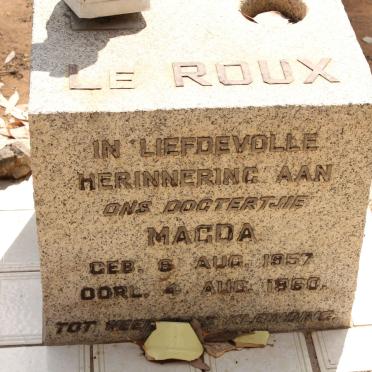 Le ROUX
IN LIEFDEVOLLE
HERINNERING AAN
ONS DOGTERTJIE
MAGDA
GEB. 6 AUG. 1957
OORL. 4 AUG. 1960.
TOT